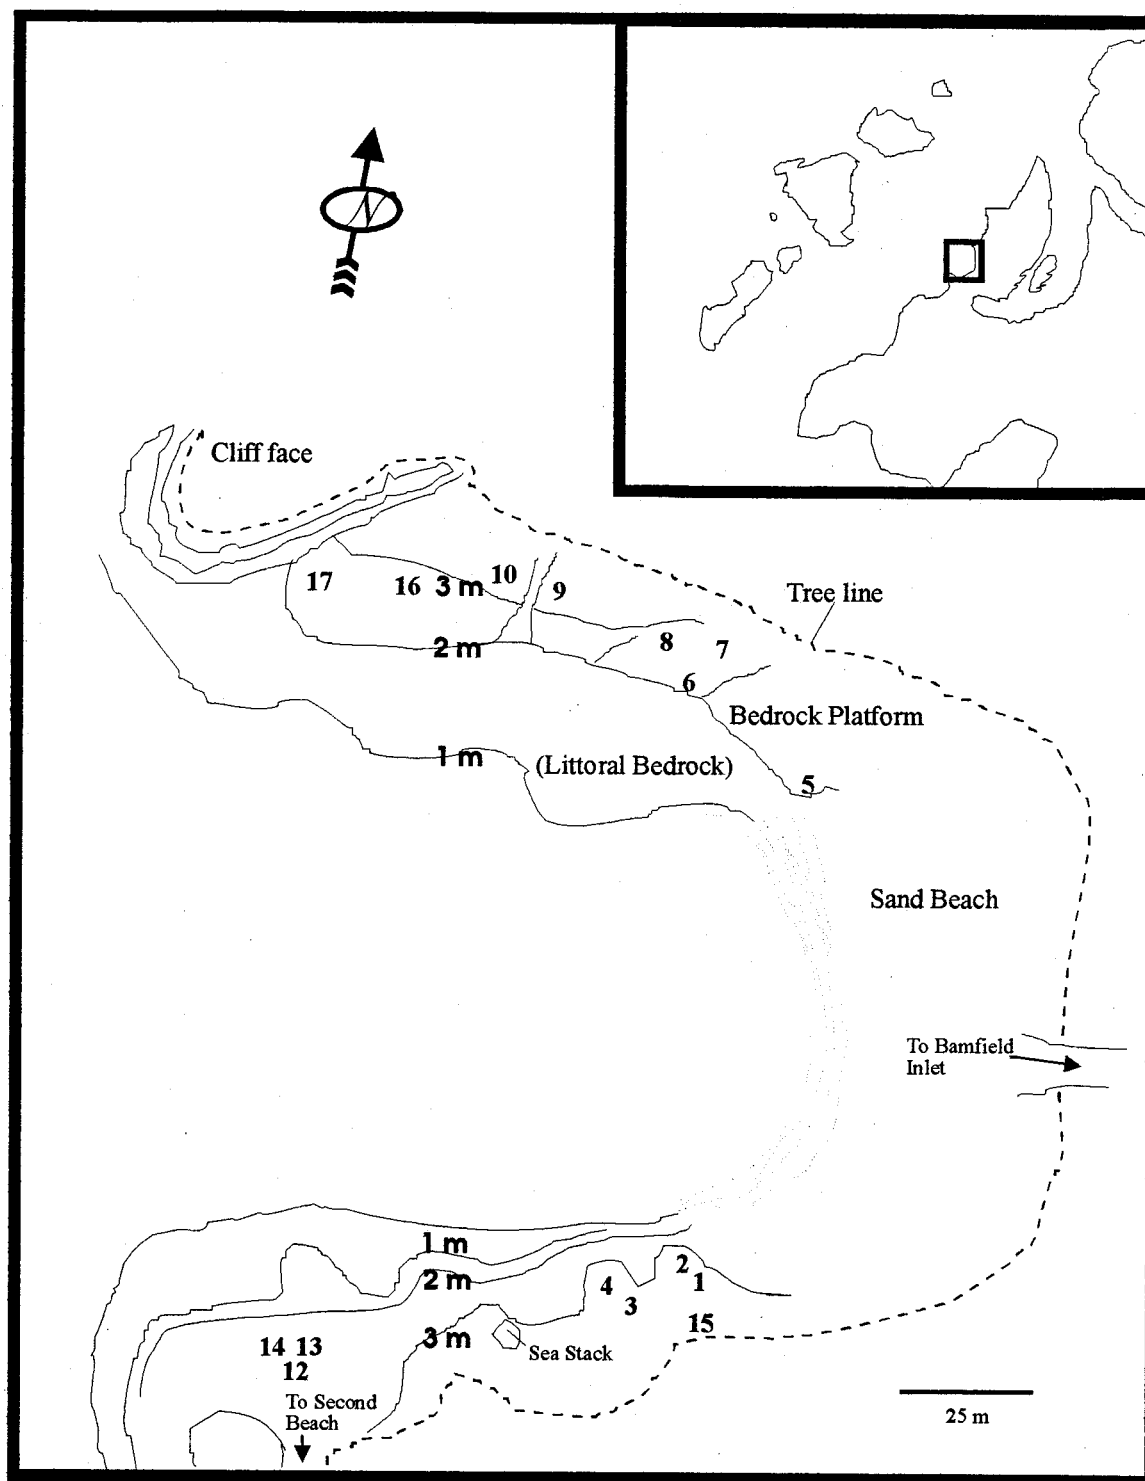 N
Cliff face
17
16
3 m
10
9
Tree line
2 m
8
7
6
Bedrock Platform
1 m
(Littoral Bedrock)
5
Sand Beach
To Bamfield
Inlet
1 m
2 m
2
1
4
3
15
3 m
Sea Stack
14 13
12
To Second
Beach
25 m